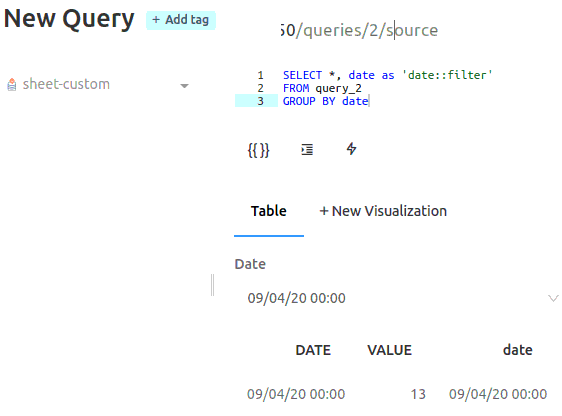 New Query + Add tag
50/queries/2/source
sheet-custom
1 SELECT *, date as 'date::filter'
2 FROM query_2
3 GROUP BY date
{{ }}
Table + New Visualization
Date
09/04/20 00:00
DATE VALUE date
09/04/20 00:00 13 09/04/20 00:00